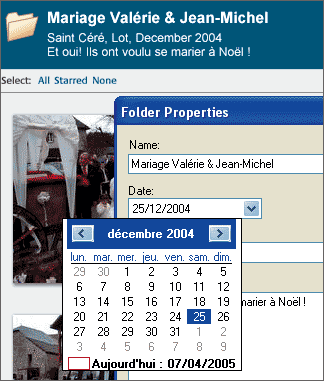 Mariage Valérie & Jean-Michel
Saint Céré, Lot, December 2004
Et oui! Ils ont voulu se marier à Noël !
Select: All Starred None
Folder Properties
Name:
Mariage Valérie & Jean-Michel
Date:
25/12/2004
décembre 2004
lun. mar. mer. jeu. ven. sam. dim.
29 30 1 2 3 4 5
6 7 8 9 10 11 12
13 14 15 16 17 18 19
20 21 22 23 24 25 26
27 28 29 30 31 1 2
3 4 5 6 7 8 9
marier à Noël !
Aujourd'hui : 07/04/2005